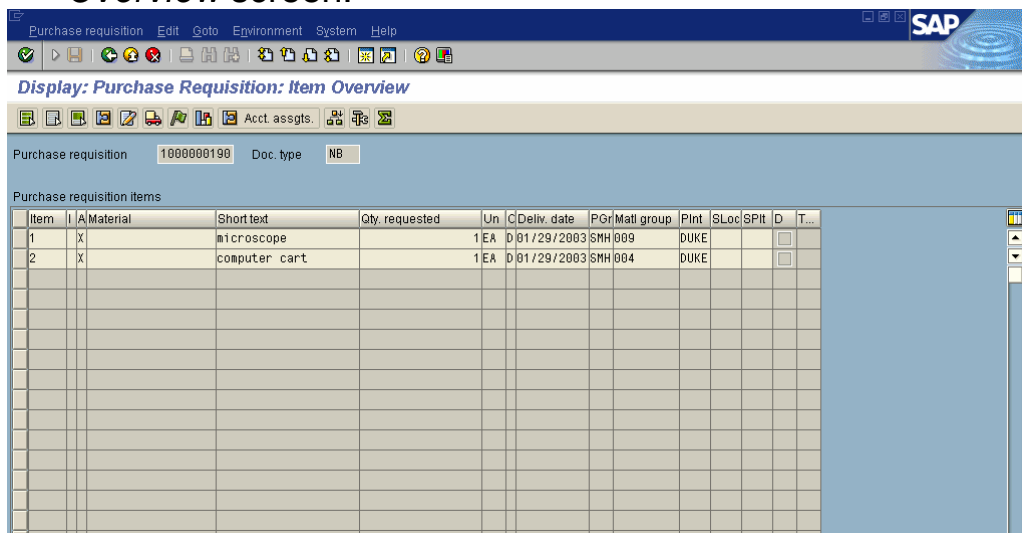 Overview screen.
Purchase requisition Edit Goto Environment System Help
SAP
Display: Purchase Requisition: Item Overview
Acct. assgts.
Purchase requisition 1000000190 Doc. type NB
Purchase requisition items
Item I A Material Short text Qty. requested Un C Deliv. date PGr Matl group Plnt SLoc SPlt D T...
1 X microscope 1 EA D 01/29/2003 SMH 009 DUKE
2 X computer cart 1 EA D 01/29/2003 SMH 004 DUKE